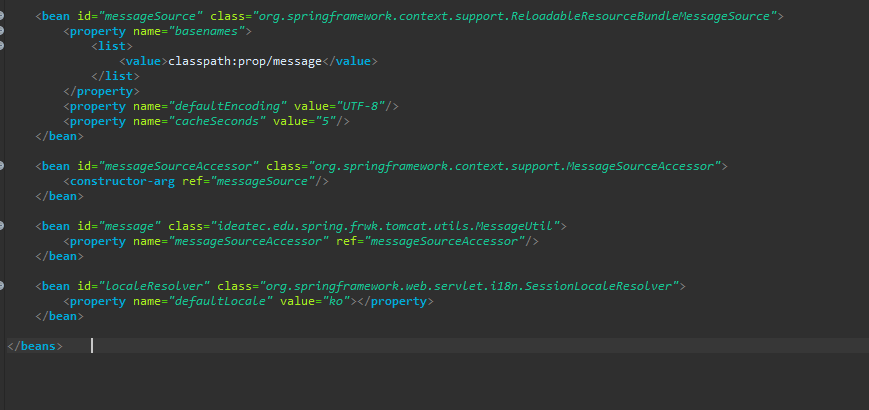 <bean id="messageSource" class="org.springframework.context.support.ReloadableResourceBundleMessageSource">
<property name="basenames">
<list>
<value>classpath:prop/message</value>
</list>
</property>
<property name="defaultEncoding" value="UTF-8"/>
<property name="cacheSeconds" value="5"/>
</bean>
<bean id="messageSourceAccessor" class="org.springframework.context.support.MessageSourceAccessor">
<constructor-arg ref="messageSource"/>
</bean>
<bean id="message" class="ideatec.edu.spring.frwk.tomcat.utils.MessageUtil">
<property name="messageSourceAccessor" ref="messageSourceAccessor"/>
</bean>
<bean id="localeResolver" class="org.springframework.web.servlet.i18n.SessionLocaleResolver">
<property name="defaultLocale" value="ko"></property>
</bean>
</beans>